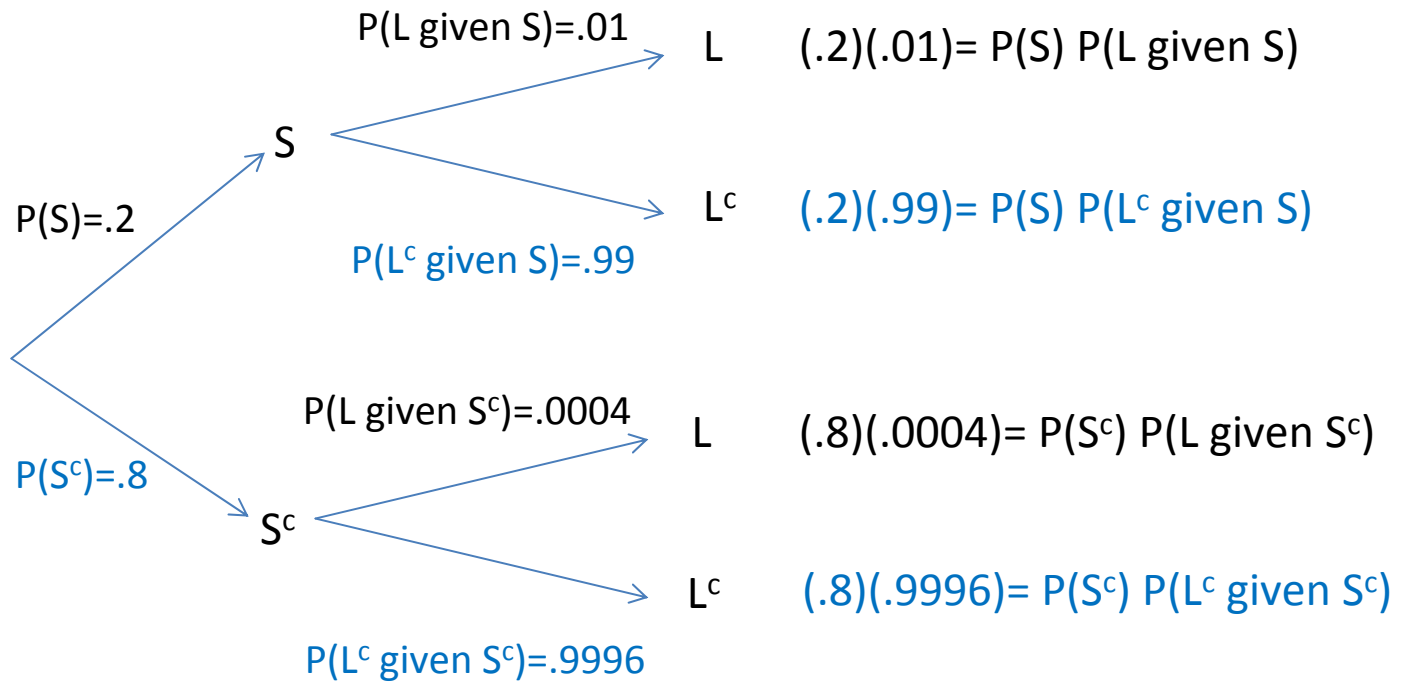 P(L given S)=.01
L (.2)(.01)= P(S) P(L given S)
S
P(S)=.2
Lᶜ (.2)(.99)= P(S) P(Lᶜ given S)
P(Lᶜ given S)=.99
P(L given Sᶜ)=.0004
L (.8)(.0004)= P(Sᶜ) P(L given Sᶜ)
P(Sᶜ)=.8
Sᶜ
Lᶜ (.8)(.9996)= P(Sᶜ) P(Lᶜ given Sᶜ)
P(Lᶜ given Sᶜ)=.9996